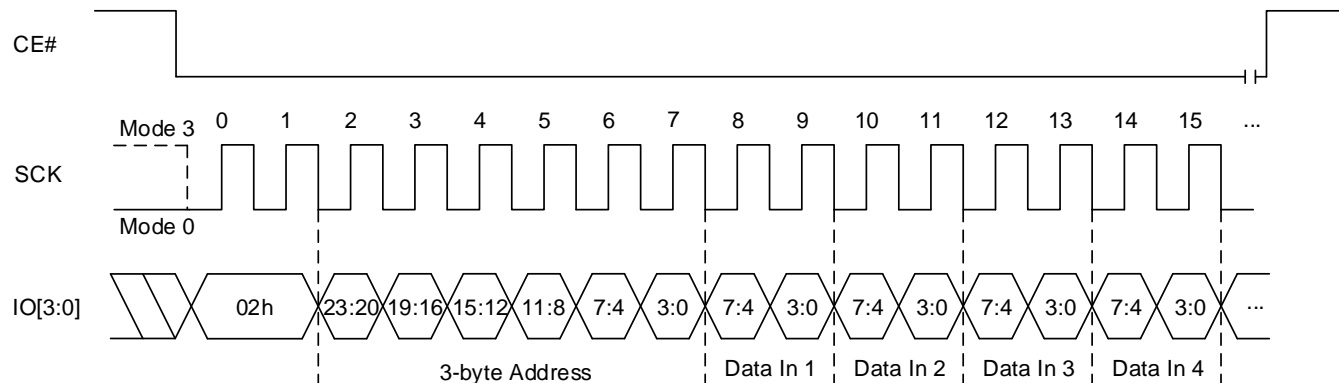 CE#
Mode 3 0 1 2 3 4 5 6 7 8 9 10 11 12 13 14 15 ...
SCK
Mode 0
IO[3:0] 02h 23:20 19:16 15:12 11:8 7:4 3:0 7:4 3:0 7:4 3:0 7:4 3:0 7:4 3:0 ...
3-byte Address Data In 1 Data In 2 Data In 3 Data In 4